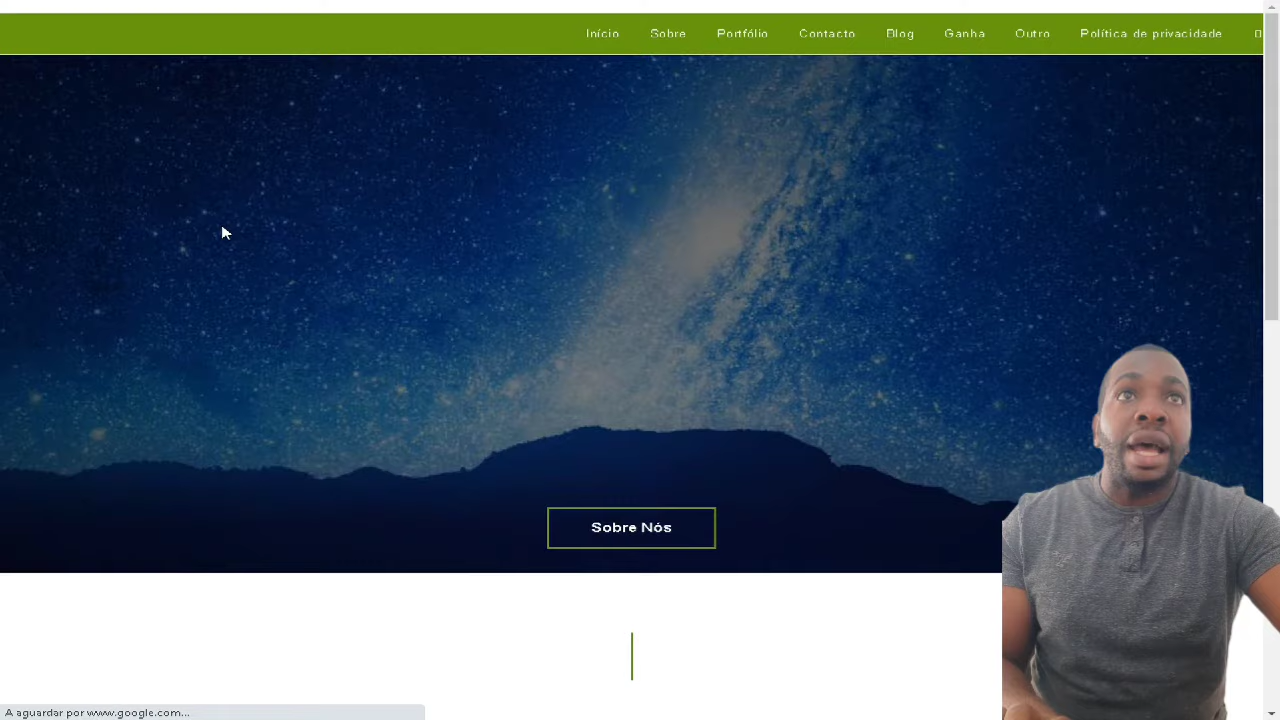 Início Sobre Portfólio Contacto Blog Ganha Outro Política de privacidade
Sobre Nós
A aguardar por www.google.com...